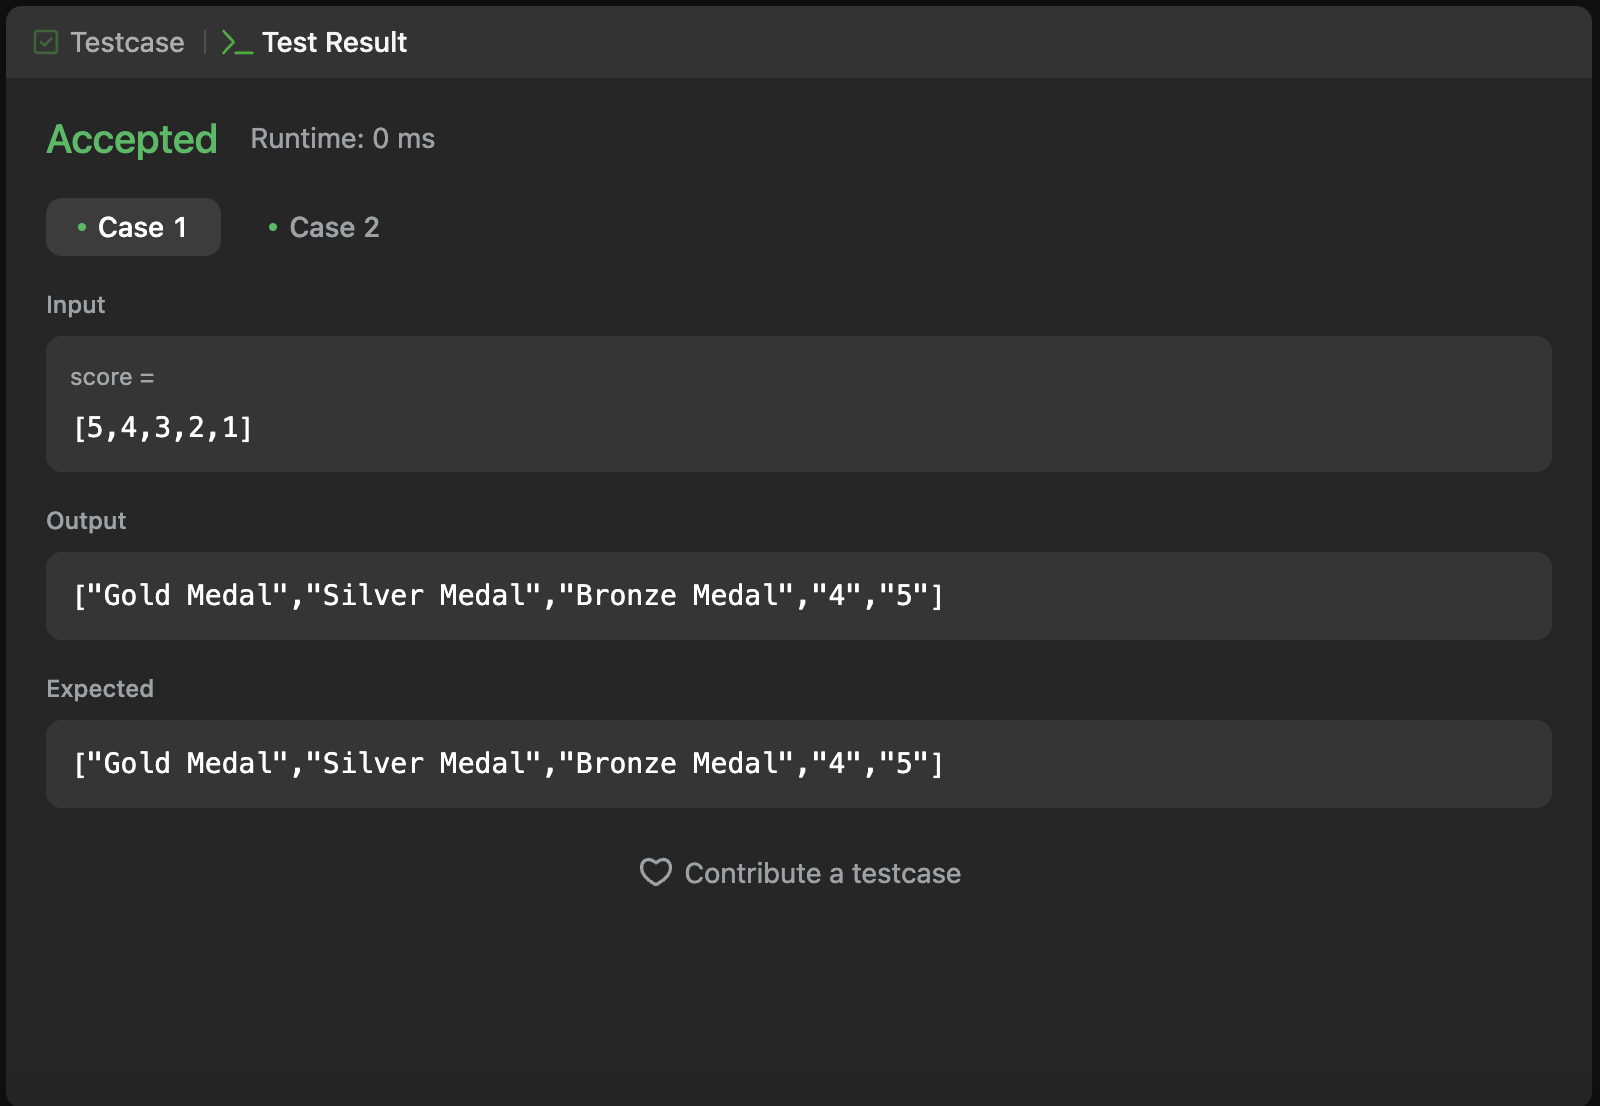 Testcase | Test Result
Accepted Runtime: 0 ms
Case 1 Case 2
Input
score =
[5,4,3,2,1]
Output
["Gold Medal","Silver Medal","Bronze Medal","4","5"]
Expected
["Gold Medal","Silver Medal","Bronze Medal","4","5"]
Contribute a testcase